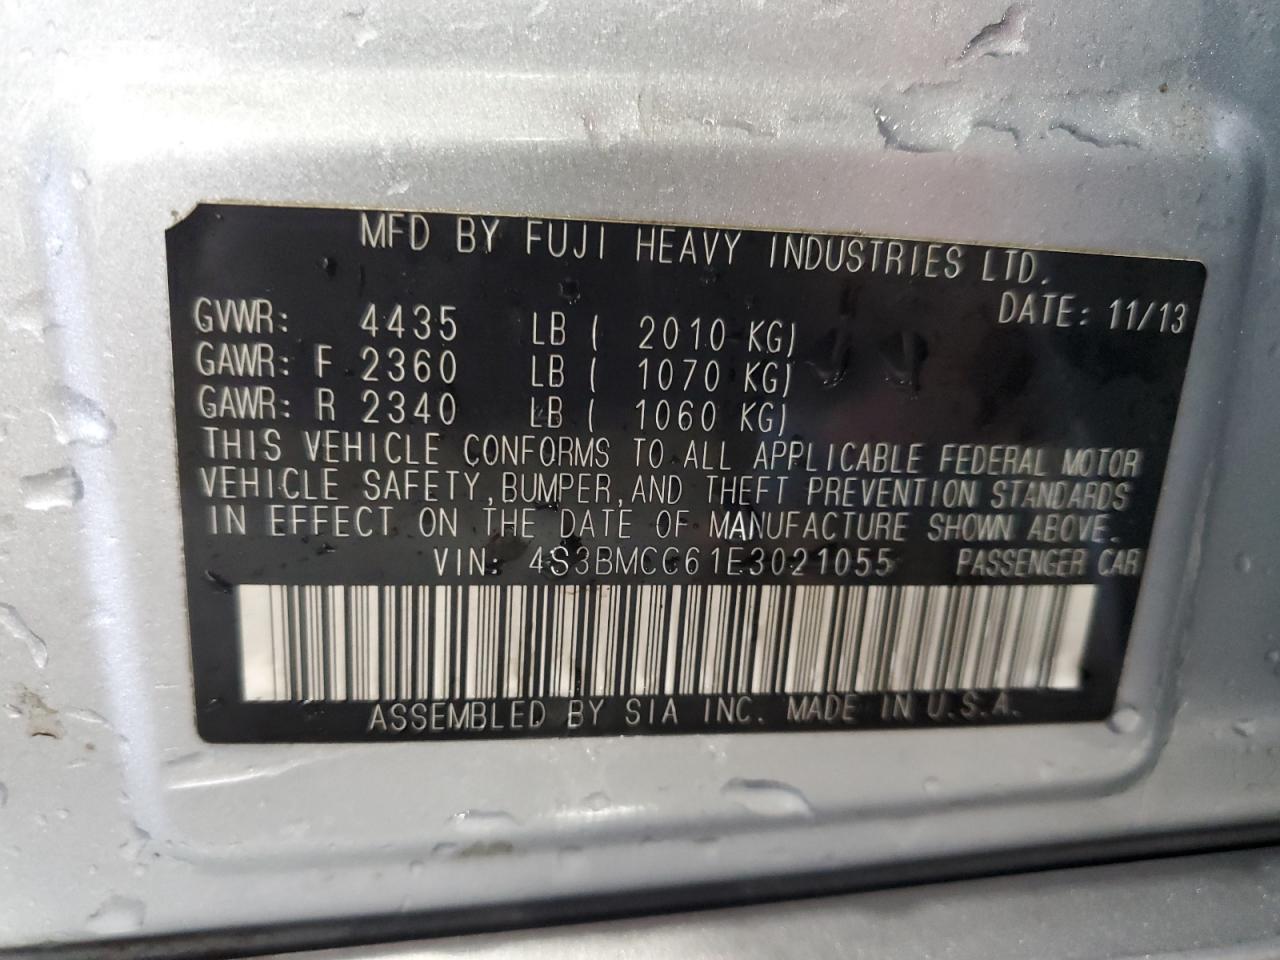 MFD BY FUJI HEAVY INDUSTRIES LTD.
DATE: 11/13
GVWR: 4435 LB ( 2010 KG)
GAWR: F 2360 LB ( 1070 KG)
GAWR: R 2340 LB ( 1060 KG)
THIS VEHICLE CONFORMS TO ALL APPLICABLE FEDERAL MOTOR
VEHICLE SAFETY, BUMPER, AND THEFT PREVENTION STANDARDS
IN EFFECT ON THE DATE OF MANUFACTURE SHOWN ABOVE.
VIN: 4S3BMCC61E3021055 PASSENGER CAR
ASSEMBLED BY SIA INC. MADE IN U.S.A.